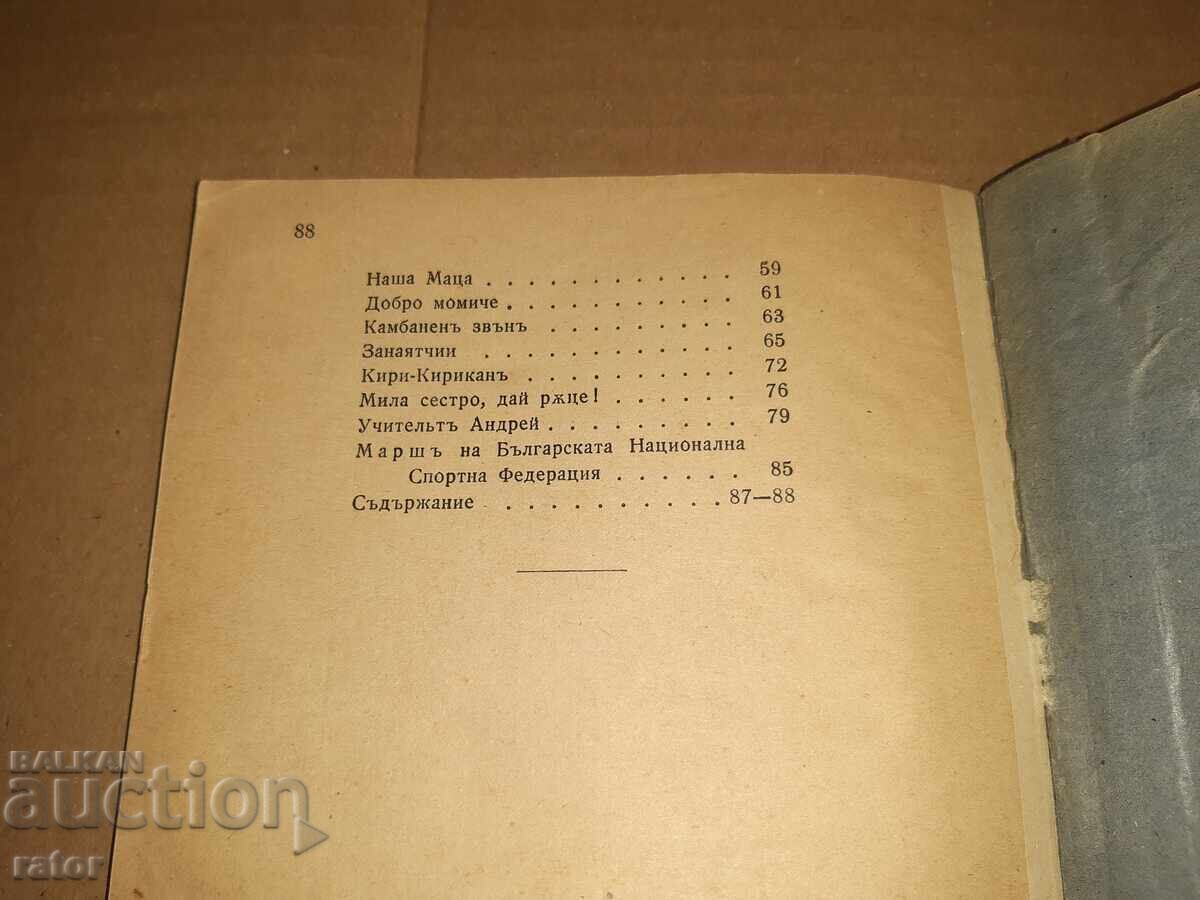 88
Наша Маца . . . . . . . . . . . . 59
Добро момиче . . . . . . . . . . . 61
Камбаненъ звънъ . . . . . . . . . 63
Занаятчии . . . . . . . . . . . . 65
Кири-Кириканъ . . . . . . . . . . 72
Мила сестро, дай рѫце! . . . . . . 76
Учительтъ Андрей . . . . . . . . . 79
Маршъ на Българската Национална
Спортна Федерация . . . . . . 85
Съдържание . . . . . . . . . . 87—88
BALKAN
auction
rator